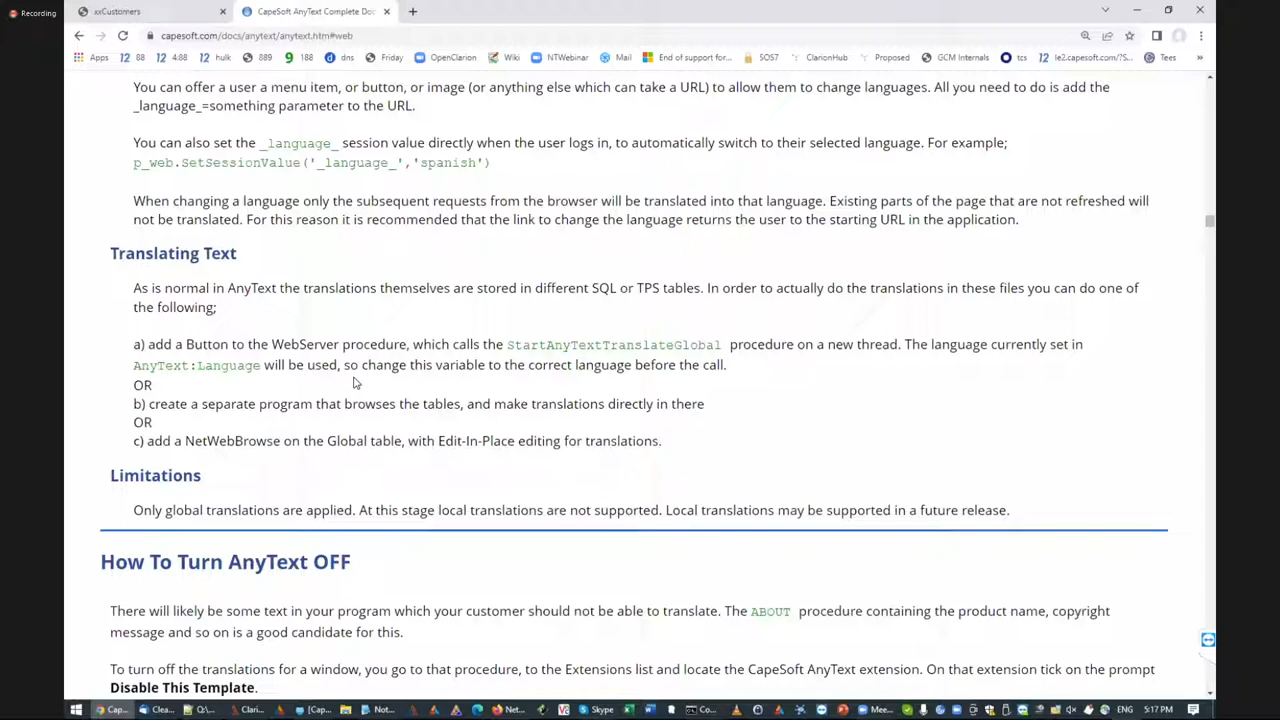 Recording
xxCustomers
CapeSoft AnyText Complete Doc
capesoft.com/docs/anytext/anytext.htm#web
Apps 88 4.88 hulk 889 188 dns Friday OpenClarion Wiki NTWebinar Mail End of support for... SOS7 ClarionHub Proposed GCM Internals tcs le2.capesoft.com/?S... Tees
You can offer a user a menu item, or button, or image (or anything else which can take a URL) to allow them to change languages. All you need to do is add the
_language_=something parameter to the URL.
You can also set the _language_ session value directly when the user logs in, to automatically switch to their selected language. For example;
p_web.SetSessionValue('_language_','spanish')
When changing a language only the subsequent requests from the browser will be translated into that language. Existing parts of the page that are not refreshed will
not be translated. For this reason it is recommended that the link to change the language returns the user to the starting URL in the application.
Translating Text
As is normal in AnyText the translations themselves are stored in different SQL or TPS tables. In order to actually do the translations in these files you can do one of
the following;
a) add a Button to the WebServer procedure, which calls the StartAnyTextTranslateGlobal procedure on a new thread. The language currently set in
AnyText:Language will be used, so change this variable to the correct language before the call.
OR
b) create a separate program that browses the tables, and make translations directly in there
OR
c) add a NetWebBrowse on the Global table, with Edit-In-Place editing for translations.
Limitations
Only global translations are applied. At this stage local translations are not supported. Local translations may be supported in a future release.
How To Turn AnyText OFF
There will likely be some text in your program which your customer should not be able to translate. The ABOUT procedure containing the product name, copyright
message and so on is a good candidate for this.
To turn off the translations for a window, you go to that procedure, to the Extensions list and locate the CapeSoft AnyText extension. On that extension tick on the prompt
Disable This Template.
Cap... Clea... Q:\... Clari... [Cap... Not... Net... Skype Co... Mee... ENG 5:17 PM